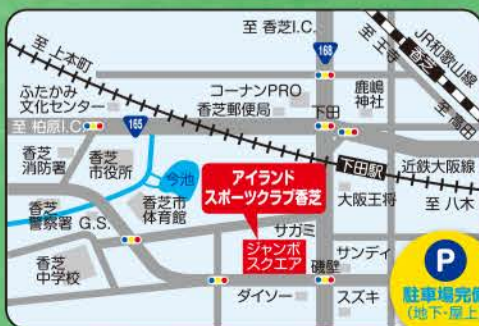 至 香芝I.C.
168
至 王寺
香芝
JR和歌山線
至 高田
至 上本町
ふたかみ
文化センター
コーナンPRO
香芝郵便局
下田
鹿嶋
神社
至 柏原I.C.
165
香芝
消防署
香芝
市役所
今池
下田駅
近鉄大阪線
アイランド
スポーツクラブ香芝
大阪王将
至 八木
香芝
警察署
G.S.
香芝市
体育館
サガミ
ジャンボ
スクエア
磯壁
サンディ
香芝
中学校
ダイソー
スズキ
P
駐車場完備
(地下・屋上